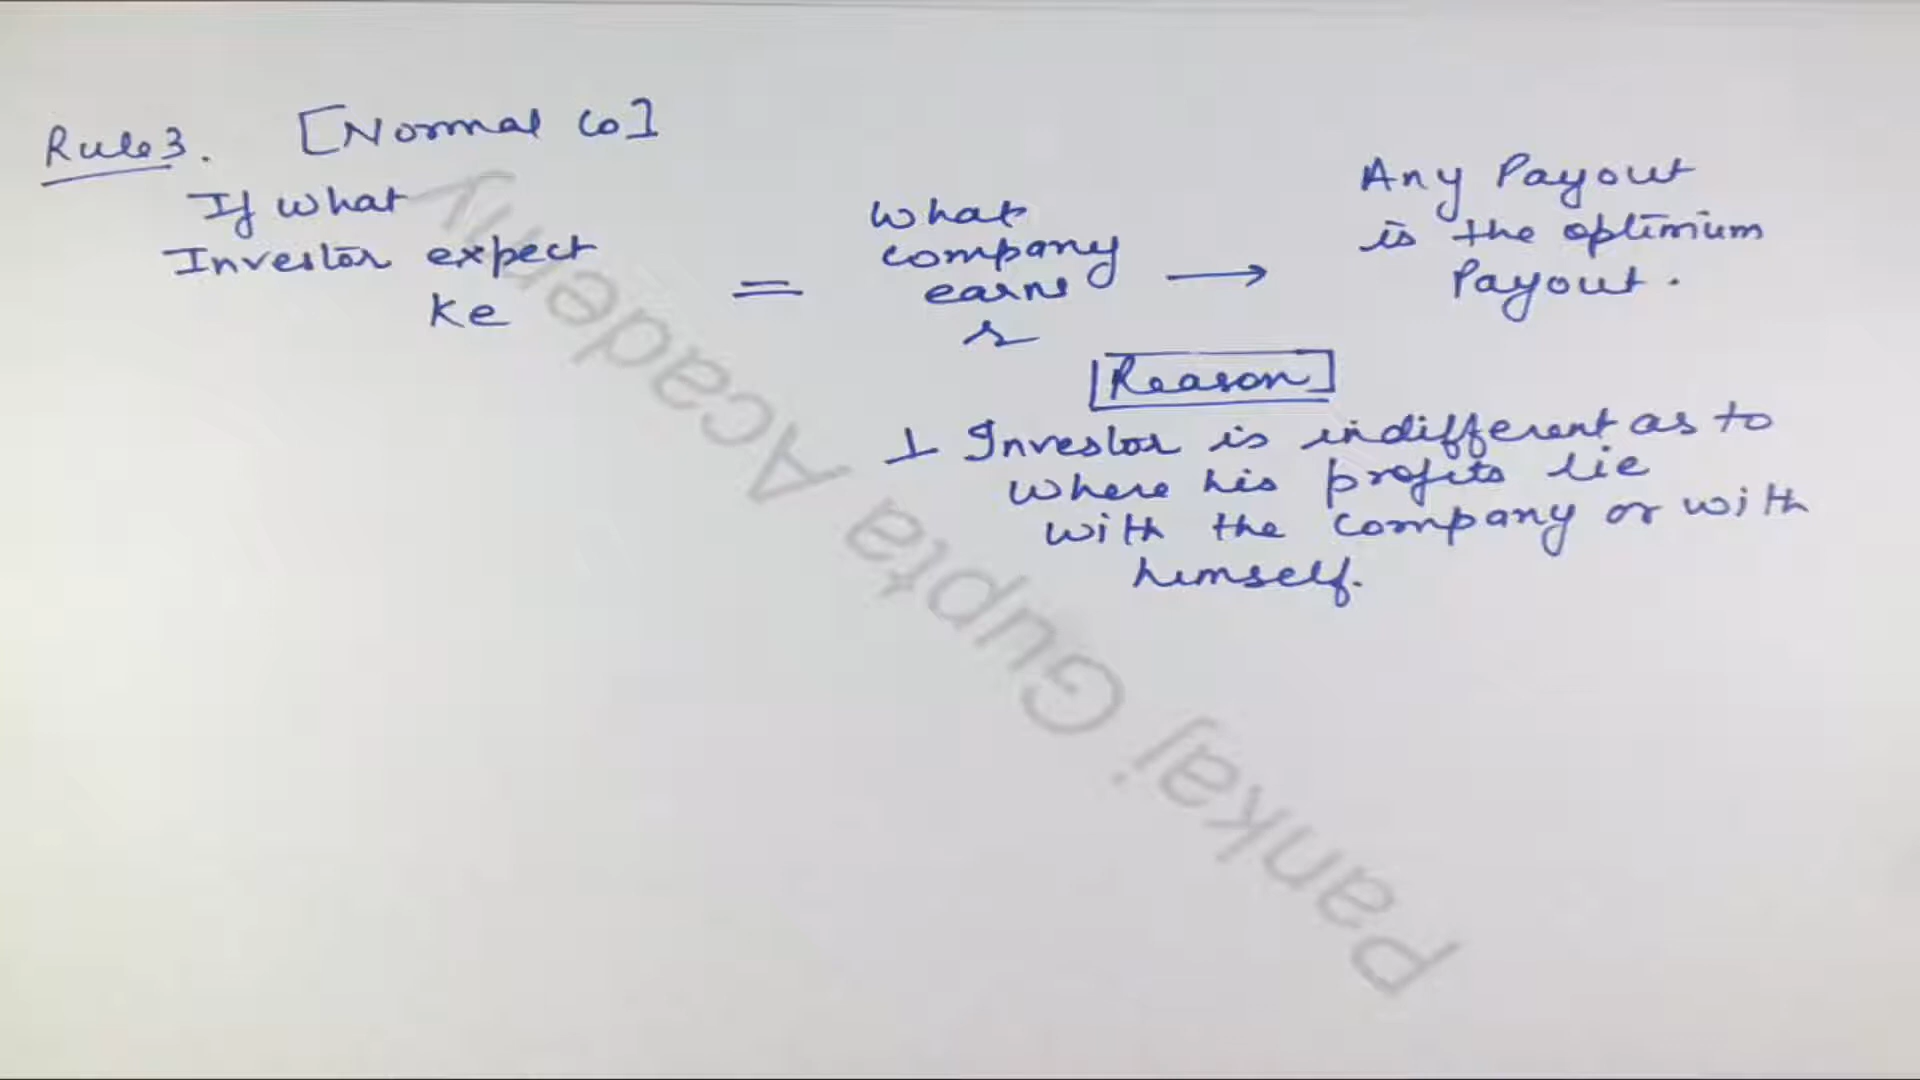 Rule 3. [Normal Co]
If what
Investor expect
Ke
=
What
company
earns
r
→
Any Payout
is the optimium
Payout.
[Reason]
1 Investor is indifferent as to
where his profits lie
with the company or with
himself.
Pankaj Gupta Academy